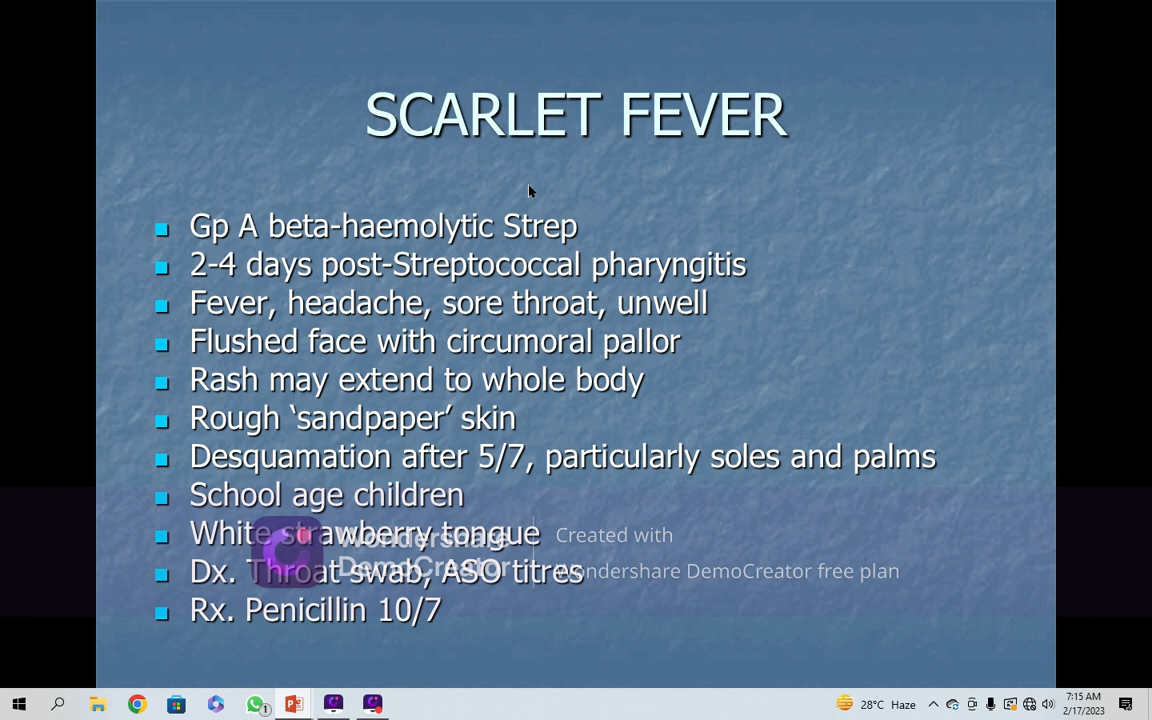 SCARLET FEVER
Gp A beta-haemolytic Strep
2-4 days post-Streptococcal pharyngitis
Fever, headache, sore throat, unwell
Flushed face with circumoral pallor
Rash may extend to whole body
Rough ‘sandpaper’ skin
Desquamation after 5/7, particularly soles and palms
School age children
White strawberry tongue
Dx. Throat swab, ASO titres
Rx. Penicillin 10/7
Wondershare
DemoCreator
Created with
Wondershare DemoCreator free plan
1
28°C Haze
7:15 AM
2/17/2023